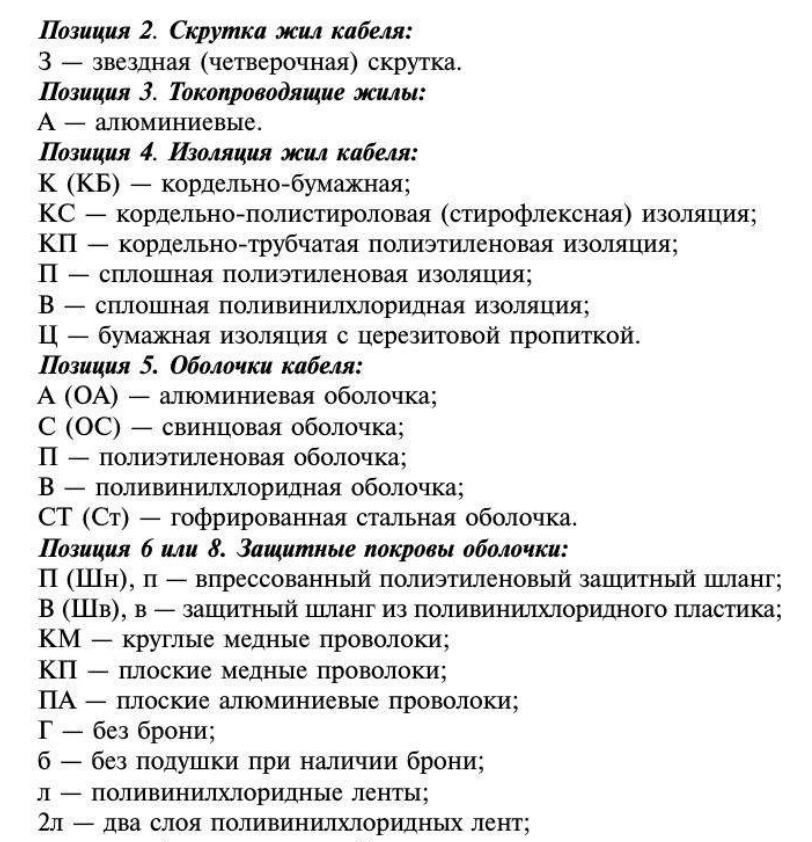 Позиция 2. Скрутка жил кабеля:
З — звездная (четверочная) скрутка.
Позиция 3. Токопроводящие жилы:
А — алюминиевые.
Позиция 4. Изоляция жил кабеля:
К (КБ) — кордельно-бумажная;
КС — кордельно-полистироловая (стирофлексная) изоляция;
КП — кордельно-трубчатая полиэтиленовая изоляция;
П — сплошная полиэтиленовая изоляция;
В — сплошная поливинилхлоридная изоляция;
Ц — бумажная изоляция с церезитовой пропиткой.
Позиция 5. Оболочки кабеля:
А (ОА) — алюминиевая оболочка;
С (ОС) — свинцовая оболочка;
П — полиэтиленовая оболочка;
В — поливинилхлоридная оболочка;
СТ (Ст) — гофрированная стальная оболочка.
Позиция 6 или 8. Защитные покровы оболочки:
П (Шн), п — впрессованный полиэтиленовый защитный шланг;
В (Шв), в — защитный шланг из поливинилхлоридного пластика;
КМ — круглые медные проволоки;
КП — плоские медные проволоки;
ПА — плоские алюминиевые проволоки;
Г — без брони;
б — без подушки при наличии брони;
л — поливинилхлоридные ленты;
2л — два слоя поливинилхлоридных лент;